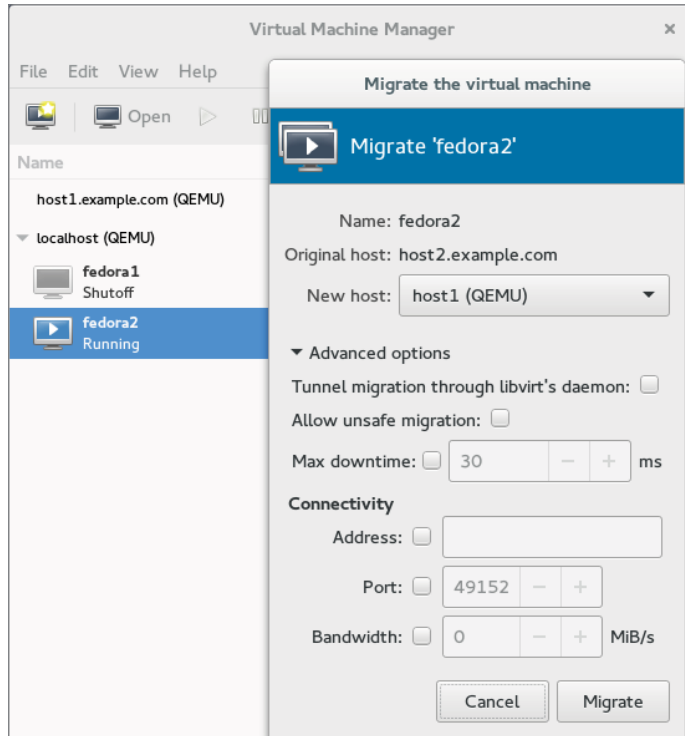 Virtual Machine Manager
File Edit View Help
Open
Name
host1.example.com (QEMU)
localhost (QEMU)
fedora1
Shutoff
fedora2
Running
Migrate the virtual machine
Migrate 'fedora2'
Name: fedora2
Original host: host2.example.com
New host: host1 (QEMU)
Advanced options
Tunnel migration through libvirt's daemon:
Allow unsafe migration:
Max downtime: 30 ms
Connectivity
Address:
Port: 49152
Bandwidth: 0 MiB/s
Cancel Migrate